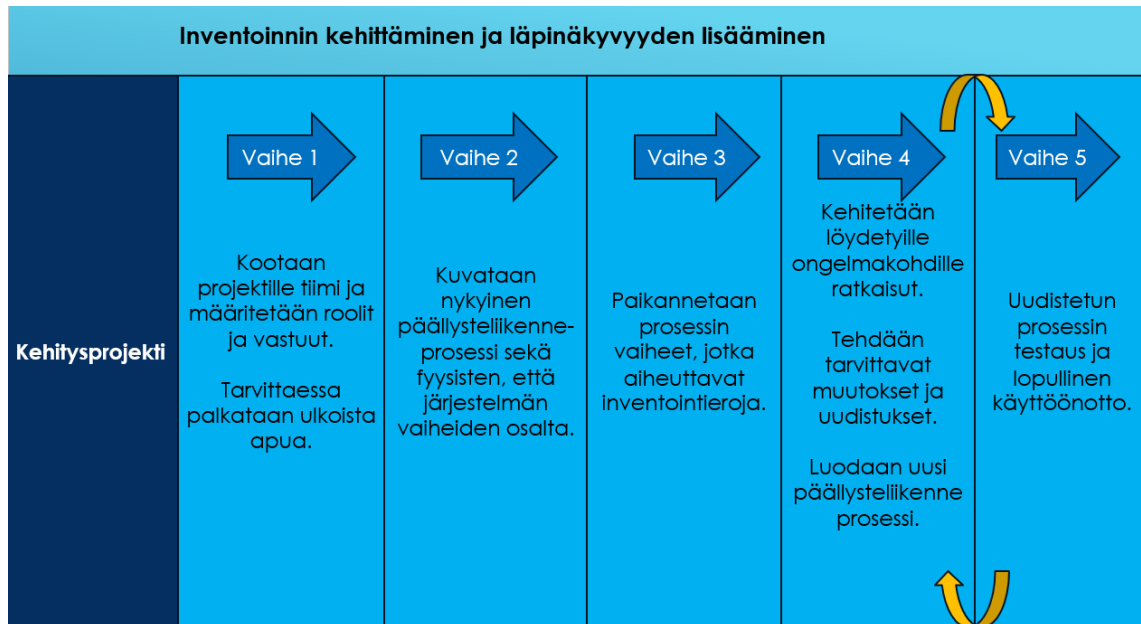 Inventoinnin kehittäminen ja läpinäkyvyyden lisääminen
Kehitysprojekti
Vaihe 1
Kootaan
projektille tiimi ja
määritetään roolit
ja vastuut.
Tarvittaessa
palkataan ulkoista
apua.
Vaihe 2
Kuvataan
nykyinen
päällysteliikenne-
prosessi sekä
fyysisten, että
järjestelmän
vaiheiden osalta.
Vaihe 3
Paikannetaan
prosessin
vaiheet, jotka
aiheuttavat
inventointieroja.
Vaihe 4
Kehitetään
löydetyille
ongelmakohdille
ratkaisut.
Tehdään
tarvittavat
muutokset ja
uudistukset.
Luodaan uusi
päällysteliikenne
prosessi.
Vaihe 5
Uudistetun
prosessin
testaus ja
lopullinen
käyttöönotto.